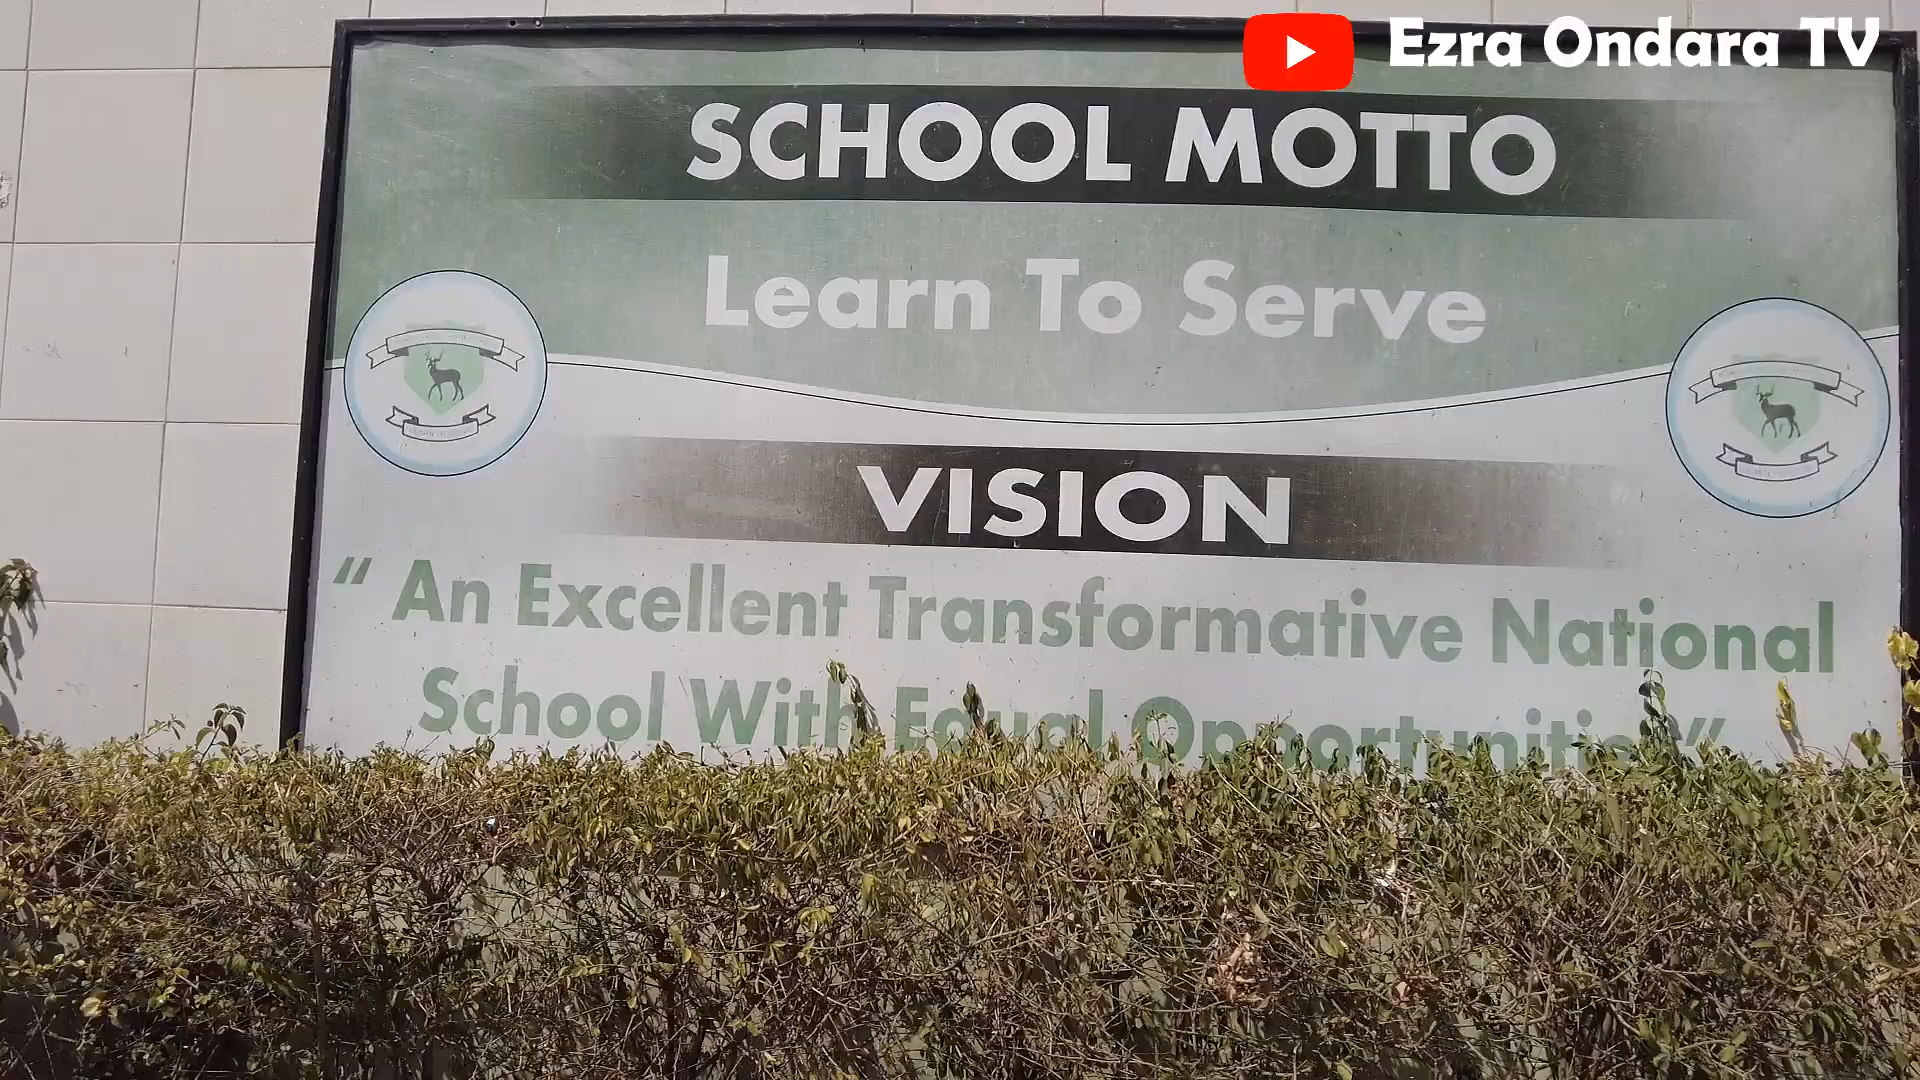 Ezra Ondara TV
SCHOOL MOTTO
Learn To Serve
VISION
“ An Excellent Transformative National
School With Equal Opportunities”